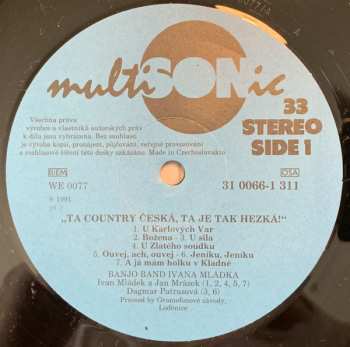 multiSONic
33
STEREO
SIDE 1
Všechna práva
výrobce a vlastníků autorských práv
k dílu jsou vyhrazena. Bez souhlasu
je výroba kopií, pronájem, půjčování, veřejné provozování
a rozhlasové šíření této desky zakázáno. Made in Czechoslovakia
BIEM
OSA
WE 0077
31 0066-1 311
℗ 1991
„TA COUNTRY ČESKÁ, TA JE TAK HEZKÁ!“
1. U Karlových Var
2. Božena - 3. U sila
4. U Zlatého soudku
5. Ouvej, ach, ouvej - 6. Jeníku, Jeníku
7. A já mám holku v Kladně
BANJO BAND IVANA MLÁDKA
Ivan Mládek a Jan Mrázek (1, 2, 4, 5, 7)
Dagmar Patrasová (3, 6)
Pressed by Gramofonové závody,
Loděnice